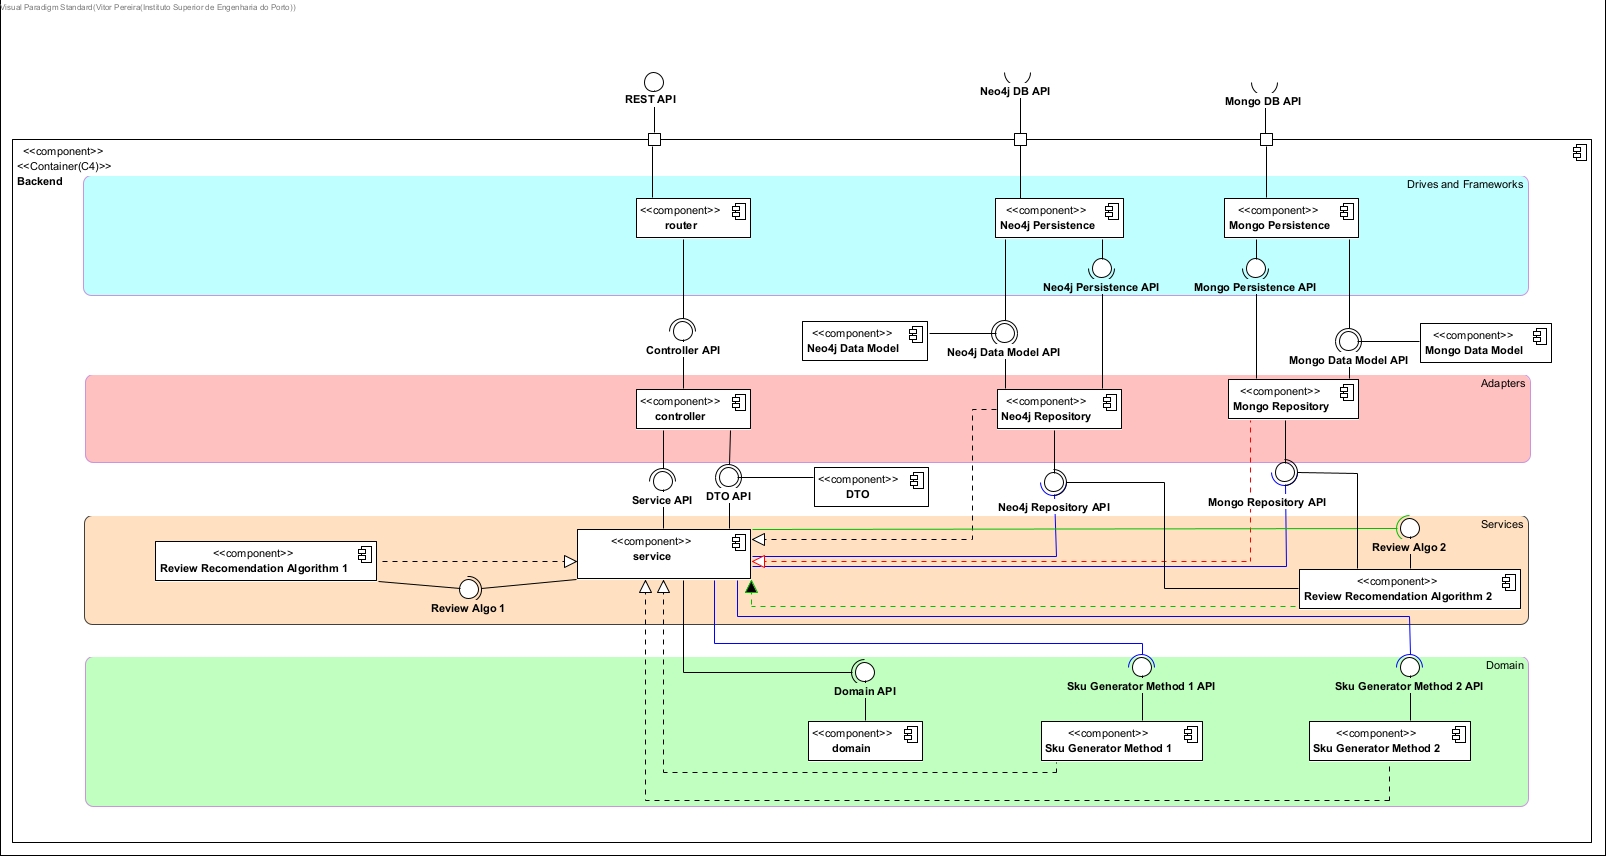 Visual Paradigm Standard(Vitor Pereira(Instituto Superior de Engenharia do Porto))
REST API
Neo4j DB API
Mongo DB API
<<component>>
<<Container(C4)>>
Backend
Drives and Frameworks
<<component>>
router
<<component>>
Neo4j Persistence
<<component>>
Mongo Persistence
Neo4j Persistence API
Mongo Persistence API
Controller API
<<component>>
Neo4j Data Model
Neo4j Data Model API
Mongo Data Model API
<<component>>
Mongo Data Model
Adapters
<<component>>
controller
<<component>>
Neo4j Repository
<<component>>
Mongo Repository
Service API
DTO API
<<component>>
DTO
Neo4j Repository API
Mongo Repository API
Services
<<component>>
Review Recomendation Algorithm 1
<<component>>
service
Review Algo 2
Review Algo 1
<<component>>
Review Recomendation Algorithm 2
Domain
Domain API
Sku Generator Method 1 API
Sku Generator Method 2 API
<<component>>
domain
<<component>>
Sku Generator Method 1
<<component>>
Sku Generator Method 2